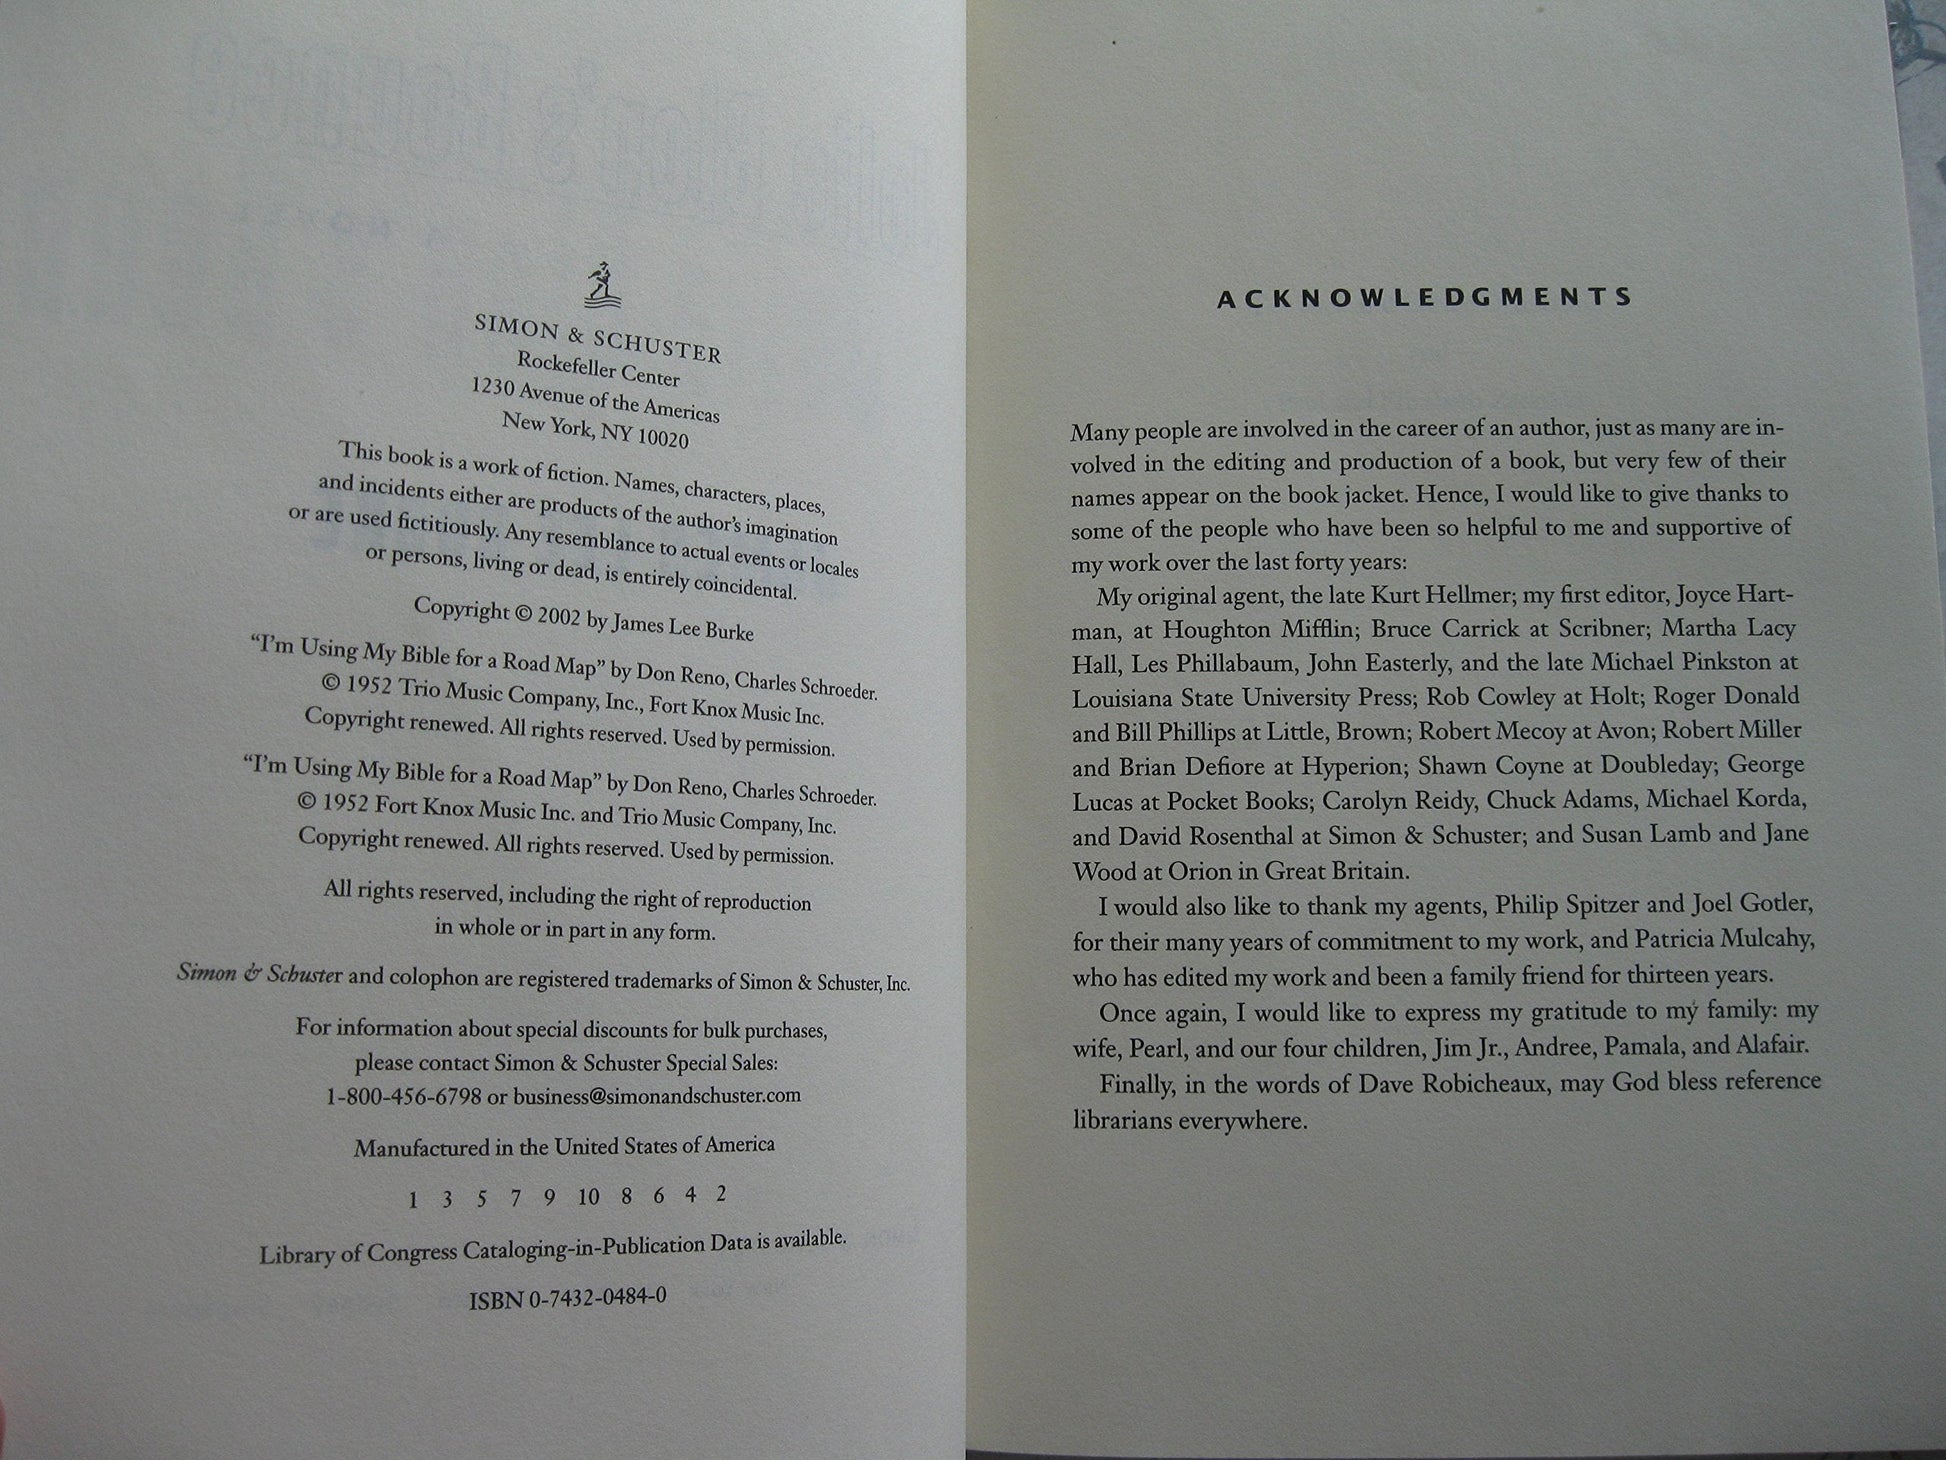 SIMON & SCHUSTER
Rockefeller Center
1230 Avenue of the Americas
New York, NY 10020
This book is a work of fiction. Names, characters, places,
and incidents either are products of the author's imagination
or are used fictitiously. Any resemblance to actual events or locales
or persons, living or dead, is entirely coincidental.
Copyright © 2002 by James Lee Burke
"I'm Using My Bible for a Road Map" by Don Reno, Charles Schroeder.
© 1952 Trio Music Company, Inc., Fort Knox Music Inc.
Copyright renewed. All rights reserved. Used by permission.
"I'm Using My Bible for a Road Map" by Don Reno, Charles Schroeder.
© 1952 Fort Knox Music Inc. and Trio Music Company, Inc.
Copyright renewed. All rights reserved. Used by permission.
All rights reserved, including the right of reproduction
in whole or in part in any form.
Simon & Schuster and colophon are registered trademarks of Simon & Schuster, Inc.
For information about special discounts for bulk purchases,
please contact Simon & Schuster Special Sales:
1-800-456-6798 or business@simonandschuster.com
Manufactured in the United States of America
1 3 5 7 9 10 8 6 4 2
Library of Congress Cataloging-in-Publication Data is available.
ISBN 0-7432-0484-0
ACKNOWLEDGMENTS
Many people are involved in the career of an author, just as many are in-
volved in the editing and production of a book, but very few of their
names appear on the book jacket. Hence, I would like to give thanks to
some of the people who have been so helpful to me and supportive of
my work over the last forty years:
My original agent, the late Kurt Hellmer; my first editor, Joyce Hart-
man, at Houghton Mifflin; Bruce Carrick at Scribner; Martha Lacy
Hall, Les Phillabaum, John Easterly, and the late Michael Pinkston at
Louisiana State University Press; Rob Cowley at Holt; Roger Donald
and Bill Phillips at Little, Brown; Robert Mecoy at Avon; Robert Miller
and Brian Defiore at Hyperion; Shawn Coyne at Doubleday; George
Lucas at Pocket Books; Carolyn Reidy, Chuck Adams, Michael Korda,
and David Rosenthal at Simon & Schuster; and Susan Lamb and Jane
Wood at Orion in Great Britain.
I would also like to thank my agents, Philip Spitzer and Joel Gotler,
for their many years of commitment to my work, and Patricia Mulcahy,
who has edited my work and been a family friend for thirteen years.
Once again, I would like to express my gratitude to my family: my
wife, Pearl, and our four children, Jim Jr., Andree, Pamala, and Alafair.
Finally, in the words of Dave Robicheaux, may God bless reference
librarians everywhere.